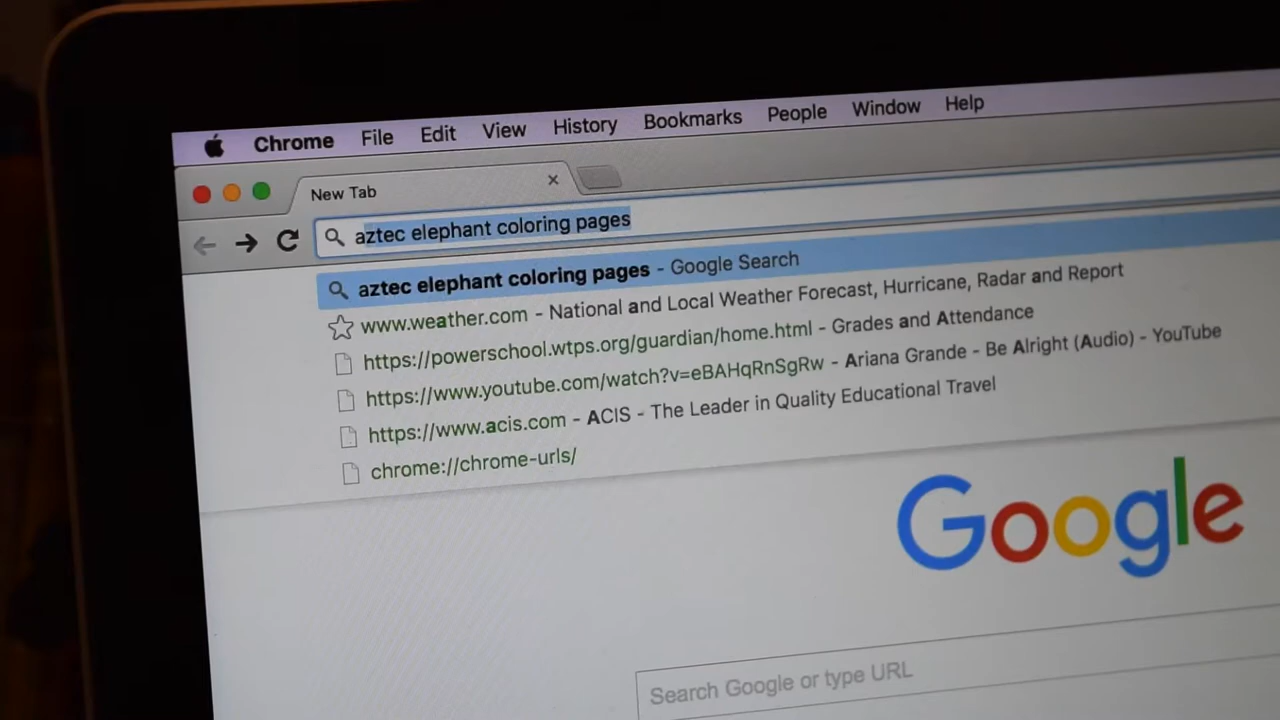 Chrome File Edit View History Bookmarks People Window Help
New Tab
aztec elephant coloring pages
aztec elephant coloring pages - Google Search
www.weather.com - National and Local Weather Forecast, Hurricane, Radar and Report
https://powerschool.wtps.org/guardian/home.html - Grades and Attendance
https://www.youtube.com/watch?v=eBAHqRnSgRw - Ariana Grande - Be Alright (Audio) - YouTube
https://www.acis.com - ACIS - The Leader in Quality Educational Travel
chrome://chrome-urls/
Google
Search Google or type URL